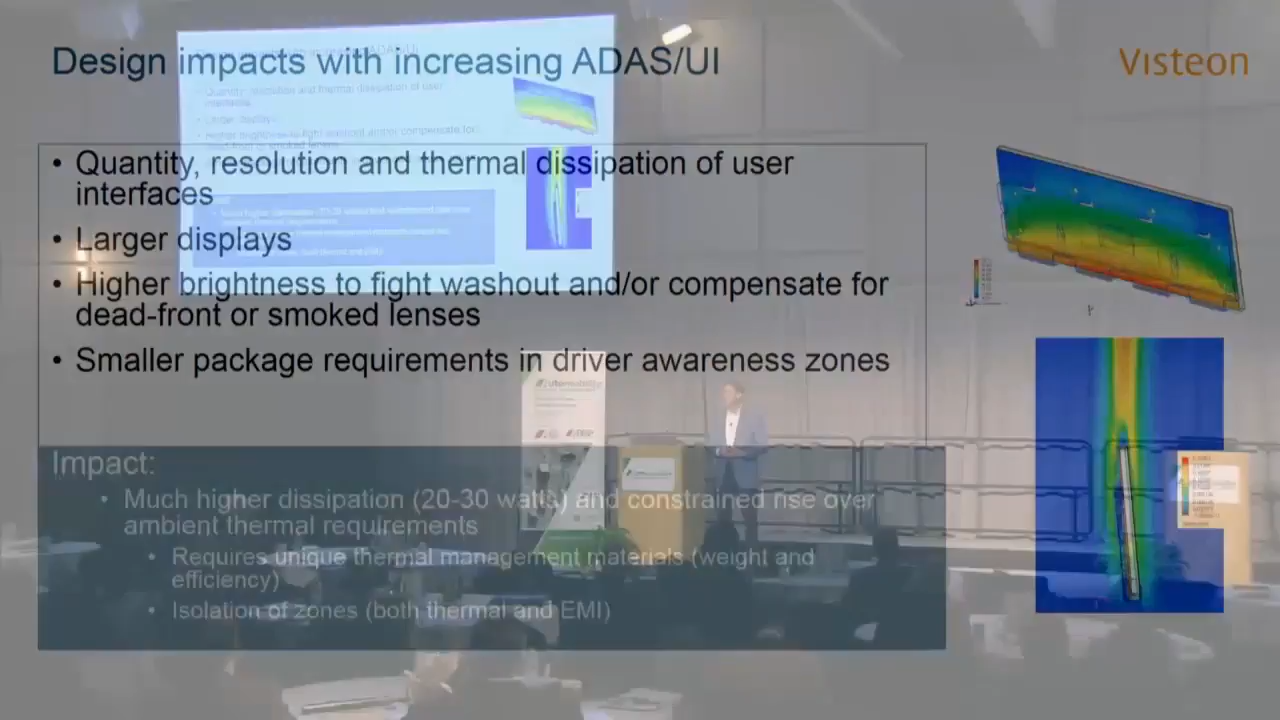 Design impacts with increasing ADAS/UI
Visteon
• Quantity, resolution and thermal dissipation of user
interfaces
• Larger displays
• Higher brightness to fight washout and/or compensate for
dead-front or smoked lenses
• Smaller package requirements in driver awareness zones
Impact:
• Much higher dissipation (20-30 watts) and constrained rise over
ambient thermal requirements
• Requires unique thermal management materials (weight and
efficiency)
• Isolation of zones (both thermal and EMI)